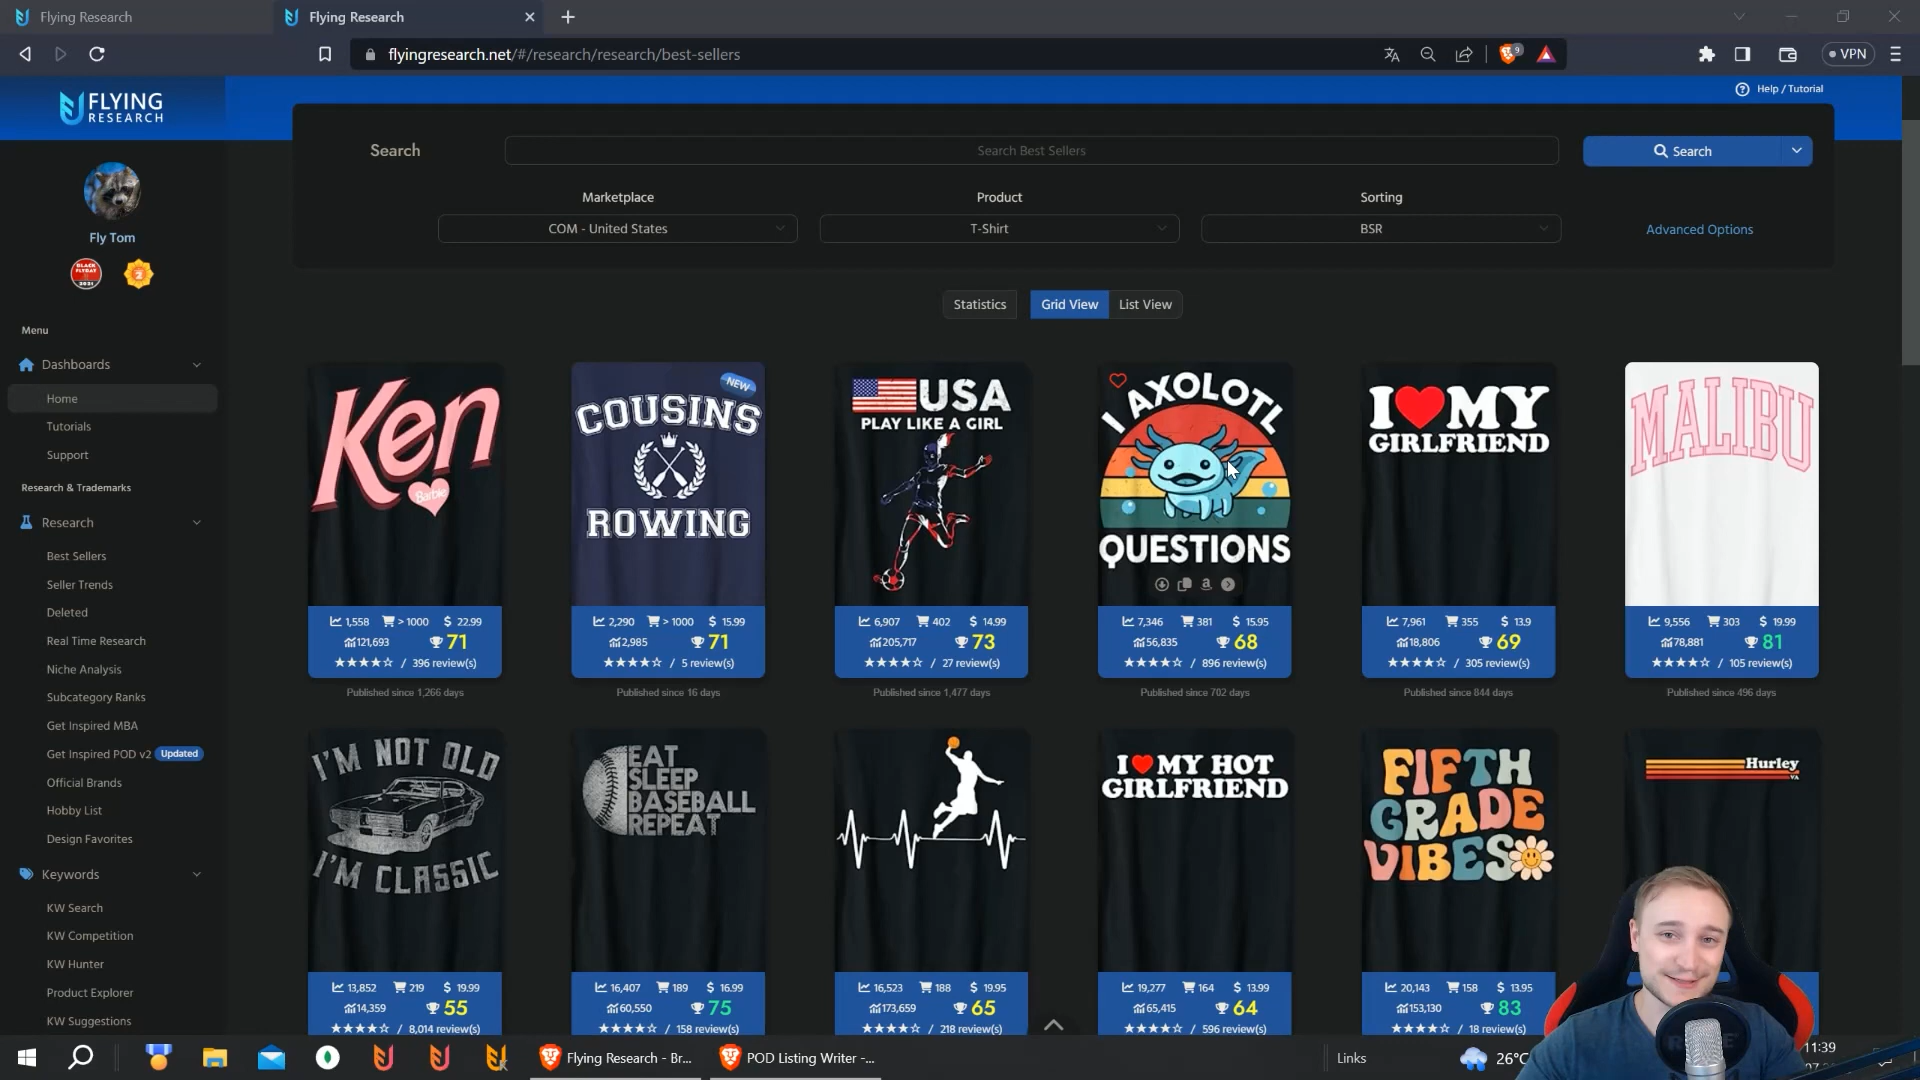 Flying Research
Flying Research
flyingresearch.net/#/research/research/best-sellers
9
VPN
FLYING
RESEARCH
Help / Tutorial
Search
Search Best Sellers
Search
Marketplace
Product
Sorting
COM - United States
T-Shirt
BSR
Advanced Options
Fly Tom
BLACK
FLYDAY
2021
2
Menu
Dashboards
Home
Tutorials
Support
Research & Trademarks
Research
Best Sellers
Seller Trends
Deleted
Real Time Research
Niche Analysis
Subcategory Ranks
Get Inspired MBA
Get Inspired POD v2 Updated
Official Brands
Hobby List
Design Favorites
Keywords
KW Search
KW Competition
KW Hunter
Product Explorer
KW Suggestions
Statistics
Grid View
List View
Ken
Barbie
1,558 > 1000 $ 22.99
121,693 71
/ 396 review(s)
Published since 1,266 days
NEW
COUSINS
ROWING
2,290 > 1000 $ 15.99
2,985 71
/ 5 review(s)
Published since 16 days
USA
PLAY LIKE A GIRL
6,907 402 $ 14.99
205,717 73
/ 27 review(s)
Published since 1,477 days
I AXOLOTL
QUESTIONS
7,346 381 $ 15.95
56,835 68
/ 896 review(s)
Published since 702 days
I MY
GIRLFRIEND
7,961 355 $ 13.9
18,806 69
/ 305 review(s)
Published since 844 days
MALIBU
9,556 303 $ 19.99
78,881 81
/ 105 review(s)
Published since 496 days
I'M NOT OLD
I'M CLASSIC
13,852 219 $ 19.99
14,359 55
/ 8,014 review(s)
EAT
SLEEP
BASEBALL
REPEAT
16,407 189 $ 16.99
60,550 75
/ 158 review(s)
16,523 188 $ 19.95
173,659 65
/ 218 review(s)
I MY HOT
GIRLFRIEND
19,277 164 $ 13.99
65,415 64
/ 596 review(s)
FIFTH
GRADE
VIBES
20,143 158 $ 13.95
153,130 83
/ 18 review(s)
Hurley
VA
Flying Research - Br...
POD Listing Writer -...
Links
26°C
11:39